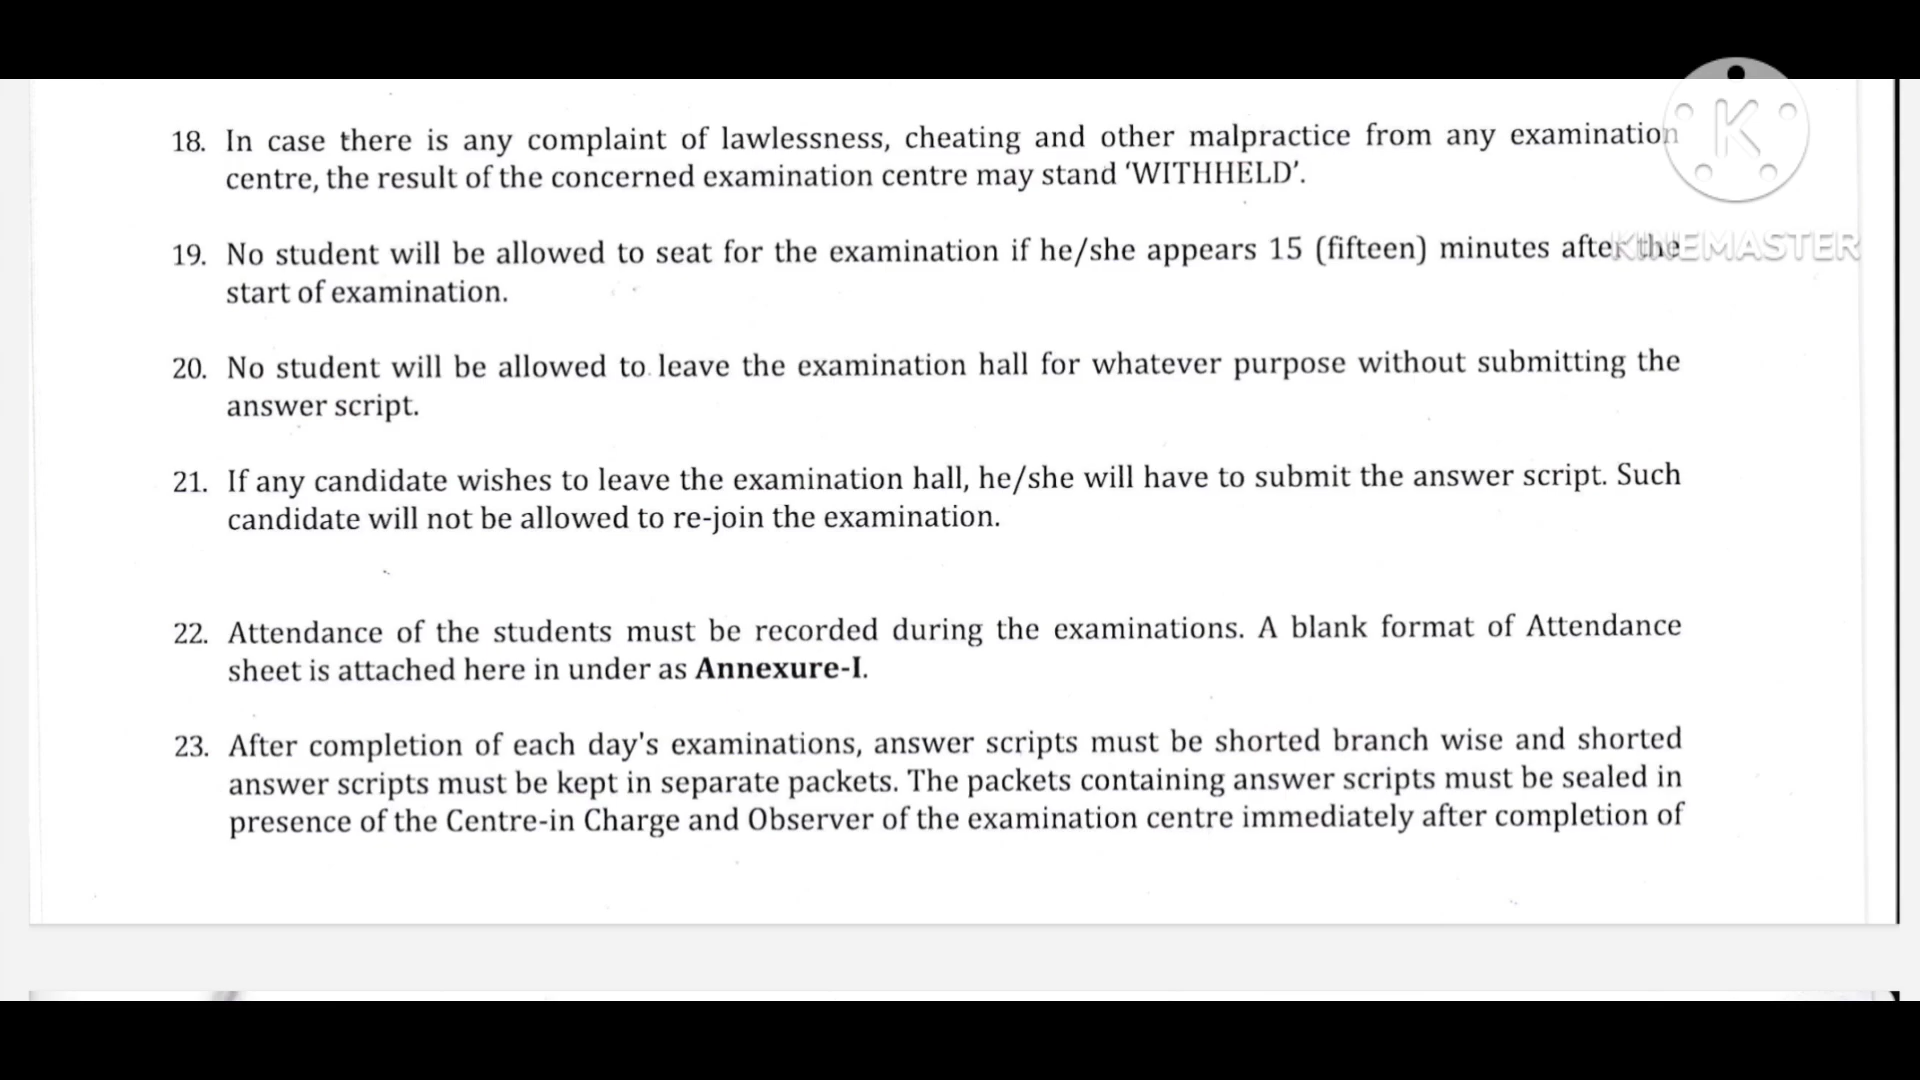 18. In case there is any complaint of lawlessness, cheating and other malpractice from any examination
centre, the result of the concerned examination centre may stand ‘WITHHELD’.
19. No student will be allowed to seat for the examination if he/she appears 15 (fifteen) minutes after the
start of examination.
20. No student will be allowed to leave the examination hall for whatever purpose without submitting the
answer script.
21. If any candidate wishes to leave the examination hall, he/she will have to submit the answer script. Such
candidate will not be allowed to re-join the examination.
22. Attendance of the students must be recorded during the examinations. A blank format of Attendance
sheet is attached here in under as Annexure-I.
23. After completion of each day's examinations, answer scripts must be shorted branch wise and shorted
answer scripts must be kept in separate packets. The packets containing answer scripts must be sealed in
presence of the Centre-in Charge and Observer of the examination centre immediately after completion of
K
KINEMASTER